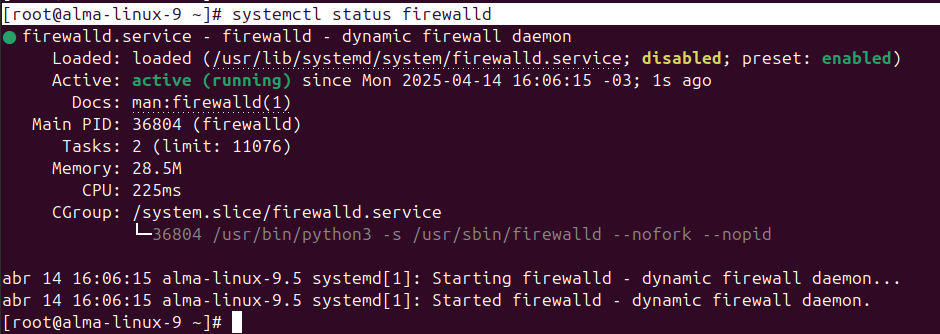 [root@alma-linux-9 ~]# systemctl status firewalld
● firewalld.service - firewalld - dynamic firewall daemon
     Loaded: loaded (/usr/lib/systemd/system/firewalld.service; disabled; preset: enabled)
     Active: active (running) since Mon 2025-04-14 16:06:15 -03; 1s ago
       Docs: man:firewalld(1)
   Main PID: 36804 (firewalld)
      Tasks: 2 (limit: 11076)
     Memory: 28.5M
        CPU: 225ms
     CGroup: /system.slice/firewalld.service
             └─36804 /usr/bin/python3 -s /usr/sbin/firewalld --nofork --nopid
abr 14 16:06:15 alma-linux-9.5 systemd[1]: Starting firewalld - dynamic firewall daemon...
abr 14 16:06:15 alma-linux-9.5 systemd[1]: Started firewalld - dynamic firewall daemon.
[root@alma-linux-9 ~]#